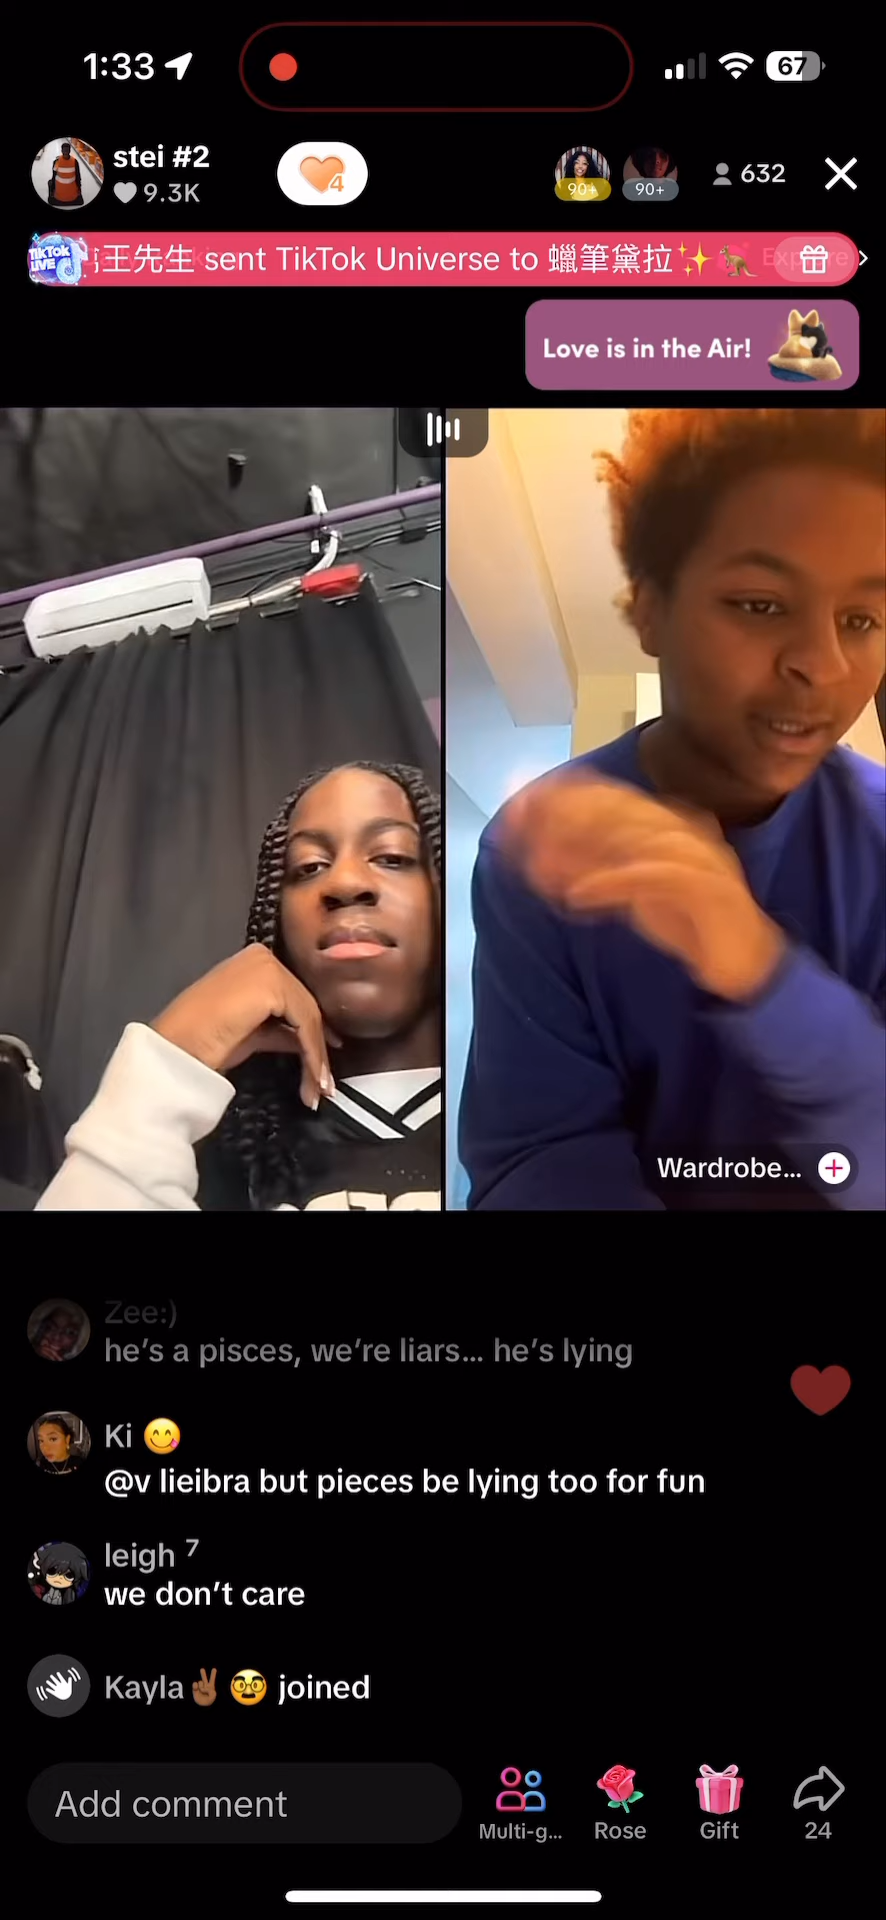 1:33
67
stei #2
9.3K
4
90+
90+
632
TikTok LIVE
王先生 sent TikTok Universe to 蠟筆黛拉✨🦘
Love is in the Air!
Wardrobe...
Zee:)
he's a pisces, we're liars... he's lying
Ki 😋
@v lieibra but pieces be lying too for fun
leigh ⁷
we don't care
Kayla✌🏾🥸 joined
Add comment
Multi-g...
Rose
Gift
24